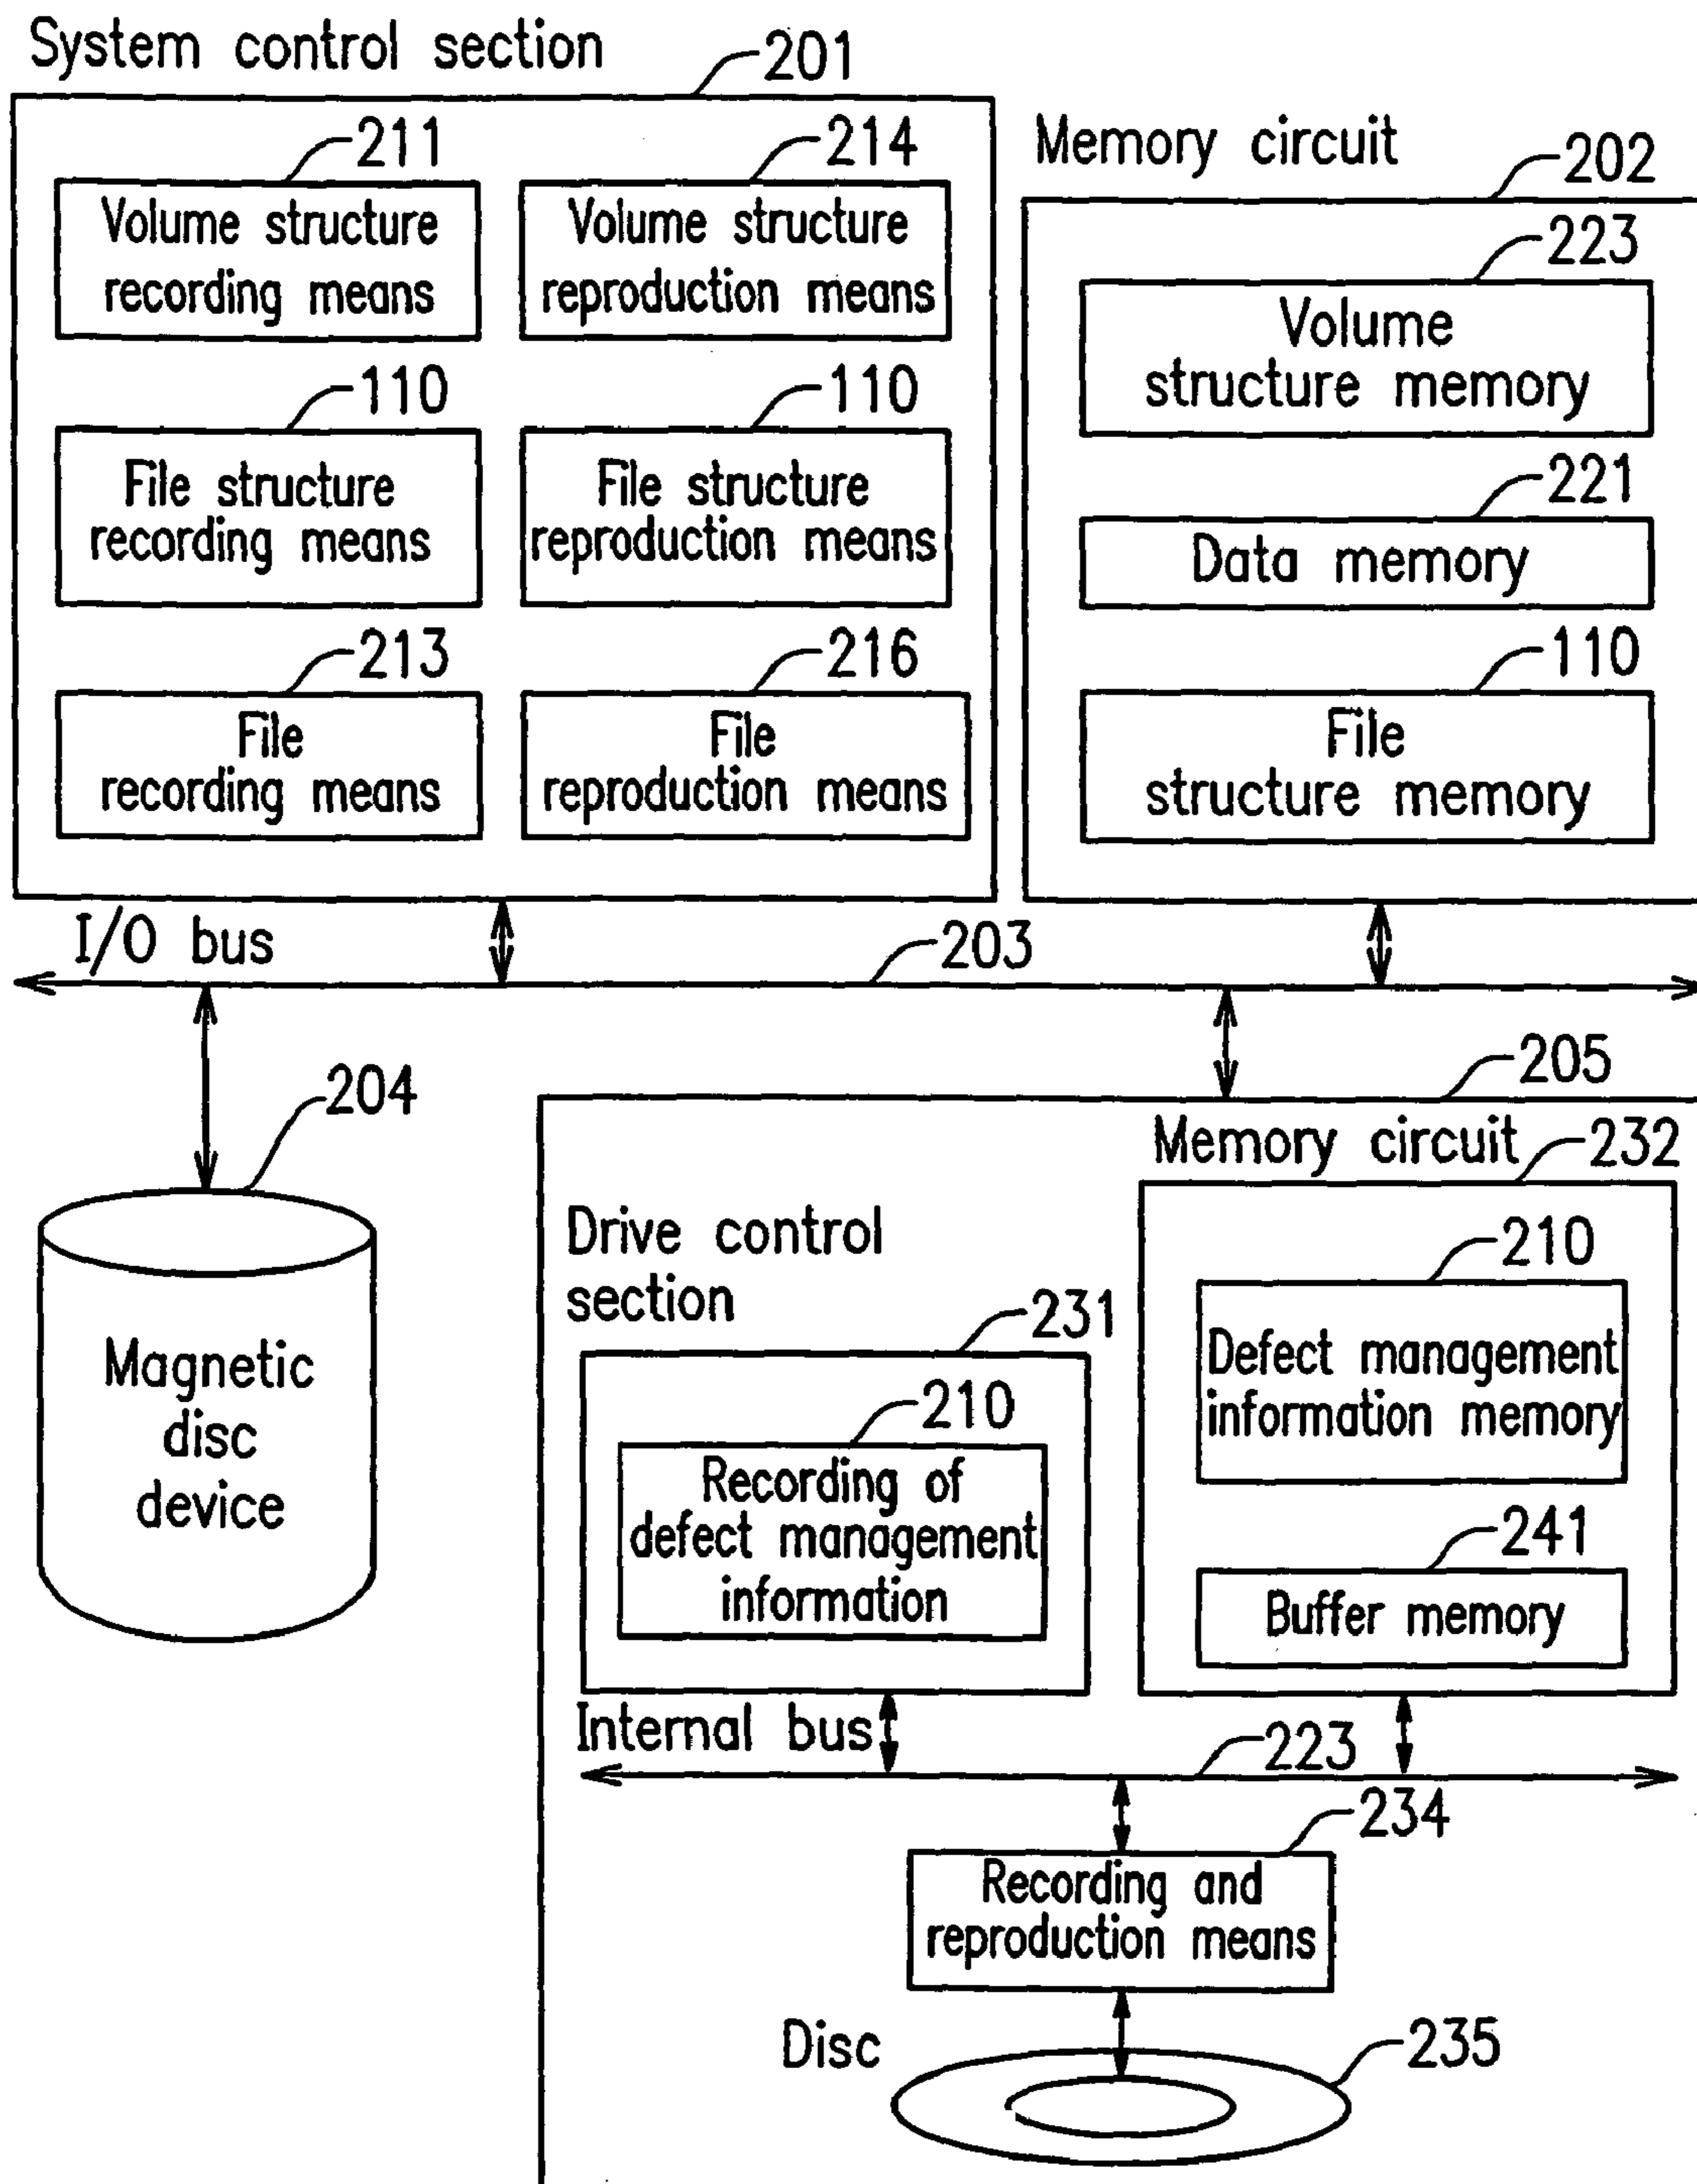 System control section
201
211
Volume structure
recording means
214
Volume structure
reproduction means
110
File structure
recording means
110
File structure
reproduction means
213
File
recording means
216
File
reproduction means
Memory circuit
202
223
Volume
structure memory
221
Data memory
110
File
structure memory
I/O bus
203
204
Magnetic
disc
device
205
Drive control
section
231
210
Recording of
defect management
information
Memory circuit
232
210
Defect management
information memory
241
Buffer memory
Internal bus
223
234
Recording and
reproduction means
Disc
235